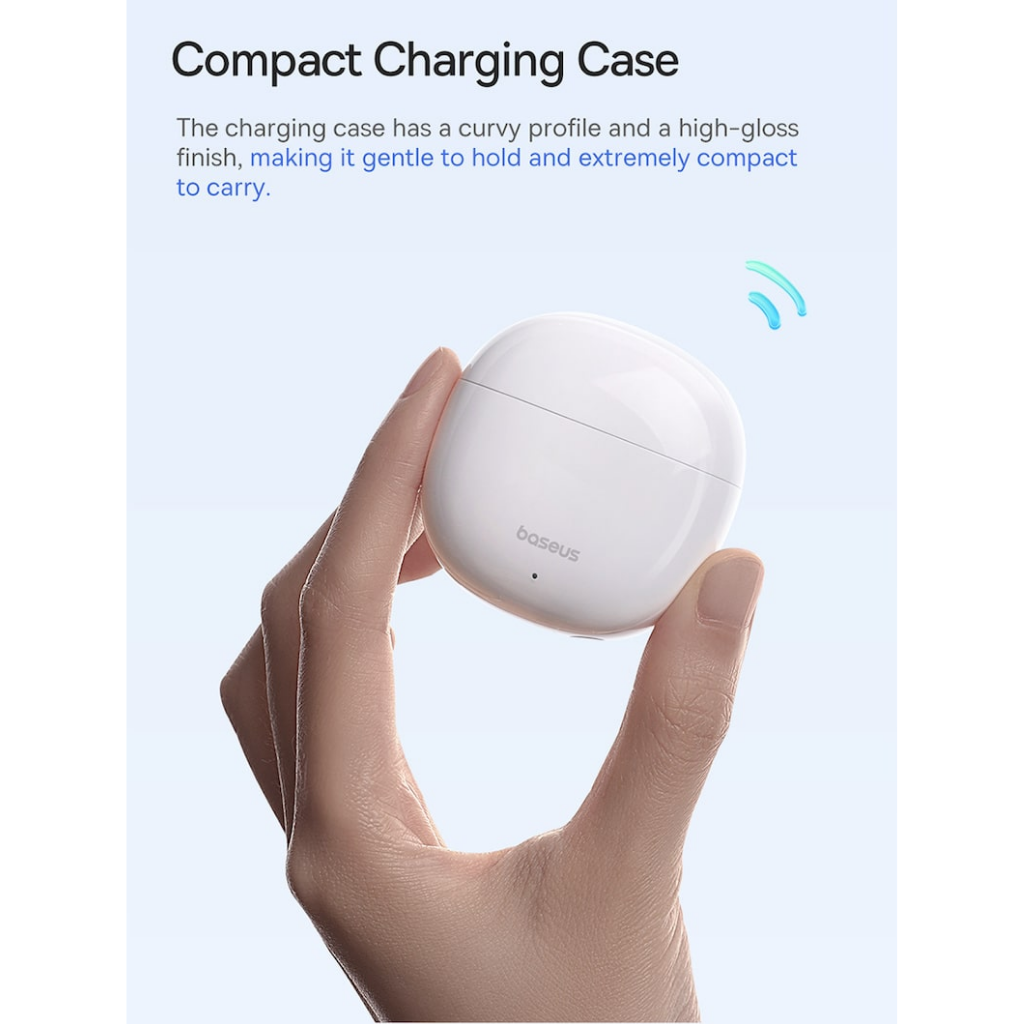 Compact Charging Case
The charging case has a curvy profile and a high-gloss
finish, making it gentle to hold and extremely compact
to carry.
baseus